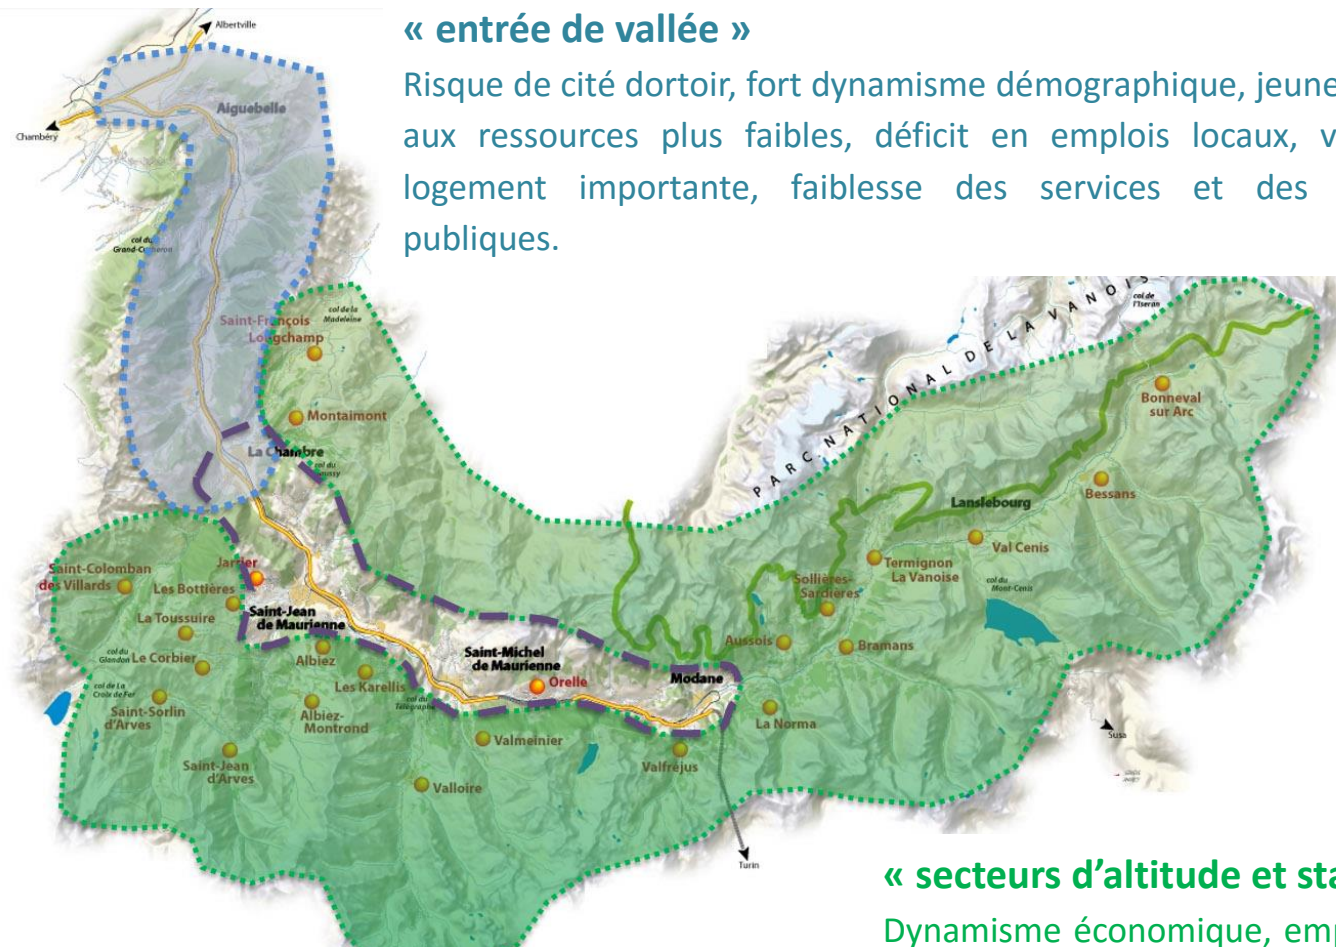 Albertville
« entrée de vallée »
Risque de cité dortoir, fort dynamisme démographique, jeune
aux ressources plus faibles, déficit en emplois locaux, v
logement importante, faiblesse des services et des
publiques.
Aiguebelle
Chambéry
col du
Grand-Cucheron
col de la
Madeleine
Saint-François
Longchamp
Montaimont
La Chambre
col du
Chaussy
PARC NATIONAL DE LA VANOIS
col de
l'Iseran
Bonneval
sur Arc
Bessans
Lanslebourg
Val Cenis
Termignon
La Vanoise
col du
Mont-Cenis
Sollières-
Sardières
Aussois
Bramans
Saint-Colomban
des Villards
Jarrier
Les Bottières
Saint-Jean
de Maurienne
La Toussuire
col du
Glandon
Le Corbier
Albiez
Les Karellis
Saint-Michel
de Maurienne
Orelle
Modane
col de La
Croix de Fer
Saint-Sorlin
d'Arves
Albiez-
Montrond
col du
Télégraphe
Saint-Jean
d'Arves
Valmeinier
Valloire
Valfréjus
La Norma
Susa
Turin
« secteurs d'altitude et sta
Dynamisme économique, emp